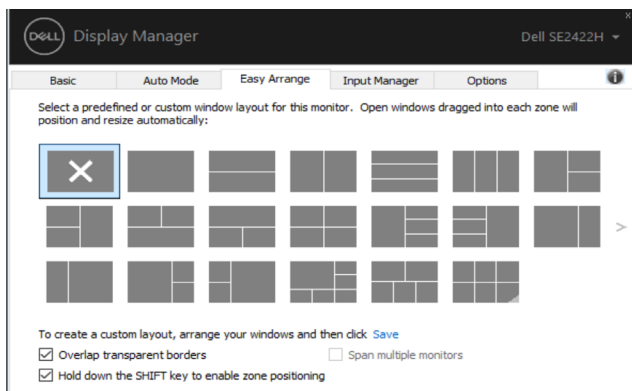 DELL Display Manager
Dell SE2422H
Basic Auto Mode Easy Arrange Input Manager Options
Select a predefined or custom window layout for this monitor. Open windows dragged into each zone will
position and resize automatically:
To create a custom layout, arrange your windows and then click Save
Overlap transparent borders
Span multiple monitors
Hold down the SHIFT key to enable zone positioning